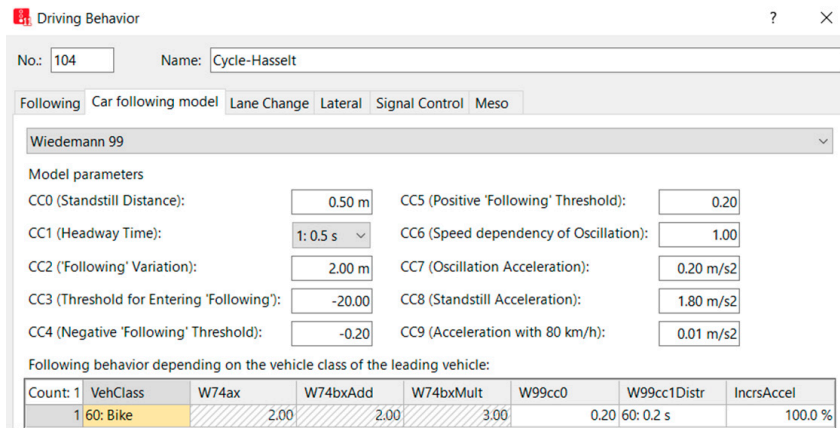 Driving Behavior ?
No.: 104 Name: Cycle-Hasselt
Following Car following model Lane Change Lateral Signal Control Meso
Wiedemann 99
Model parameters
CC0 (Standstill Distance): 0.50 m CC5 (Positive 'Following' Threshold): 0.20
CC1 (Headway Time): 1: 0.5 s CC6 (Speed dependency of Oscillation): 1.00
CC2 ('Following' Variation): 2.00 m CC7 (Oscillation Acceleration): 0.20 m/s2
CC3 (Threshold for Entering 'Following'): -20.00 CC8 (Standstill Acceleration): 1.80 m/s2
CC4 (Negative 'Following' Threshold): -0.20 CC9 (Acceleration with 80 km/h): 0.01 m/s2
Following behavior depending on the vehicle class of the leading vehicle:
Count: 1 VehClass W74ax W74bxAdd W74bxMult W99cc0 W99cc1Distr IncrsAccel
1 60: Bike 2.00 2.00 3.00 0.20 60: 0.2 s 100.0 %